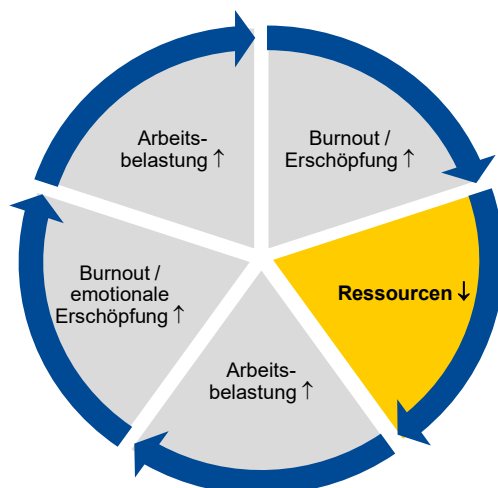 Arbeits-
belastung ↑
Burnout /
Erschöpfung ↑
Ressourcen ↓
Arbeits-
belastung ↑
Burnout /
emotionale
Erschöpfung ↑